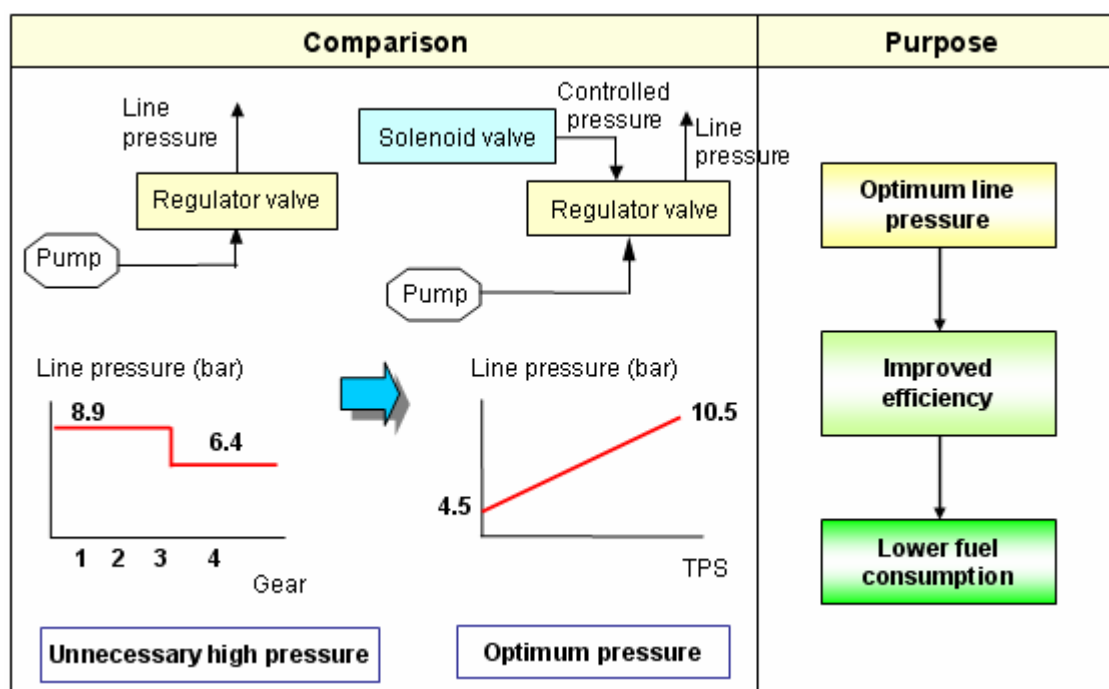 Comparison
Purpose
Line
pressure
Regulator valve
Pump
Controlled
pressure
Solenoid valve
Line
pressure
Regulator valve
Pump
Line pressure (bar)
8.9
6.4
1 2 3 4
Gear
Unnecessary high pressure
Line pressure (bar)
10.5
4.5
TPS
Optimum pressure
Optimum line
pressure
Improved
efficiency
Lower fuel
consumption